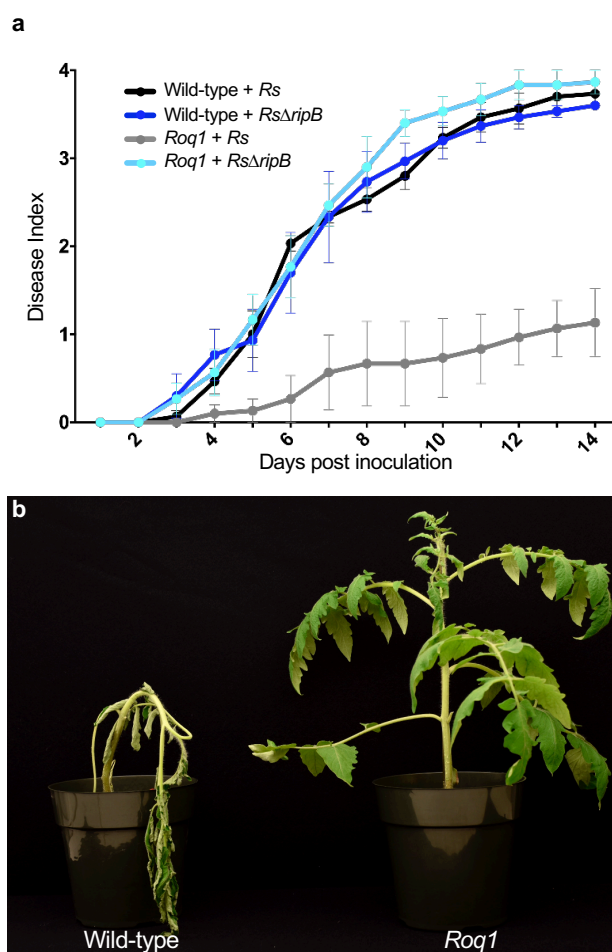 a
4
3
2
1
0
Disease Index
Wild-type + Rs
Wild-type + RsΔripB
Roq1 + Rs
Roq1 + RsΔripB
2 4 6 8 10 12 14
Days post inoculation
b
Wild-type Roq1